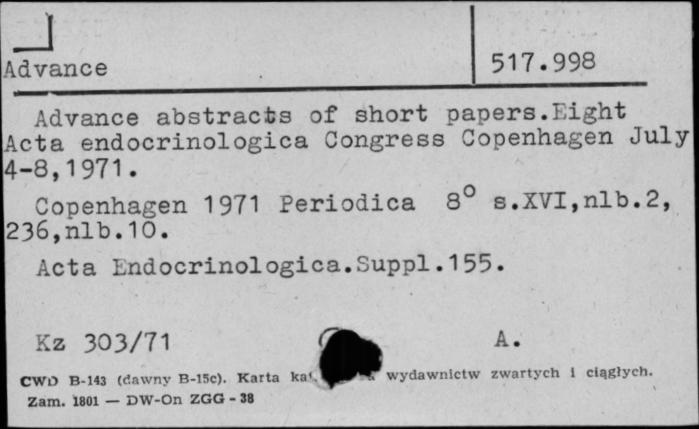 Advance
517.998
Advance abstracts of short papers.Eight
Acta endocrinologica Congress Copenhagen July
4-8,1971.
Copenhagen 1971 Periodica 8° s.XVI,nlb.2,
236,nlb.10.
Acta Endocrinologica.Suppl.155.
Kz 303/71 A.
CWD B-143 (dawny B-15c). Karta wydawnictw zwartych i ciągłych.
Zam. 1801 — DW-On ZGG - 38